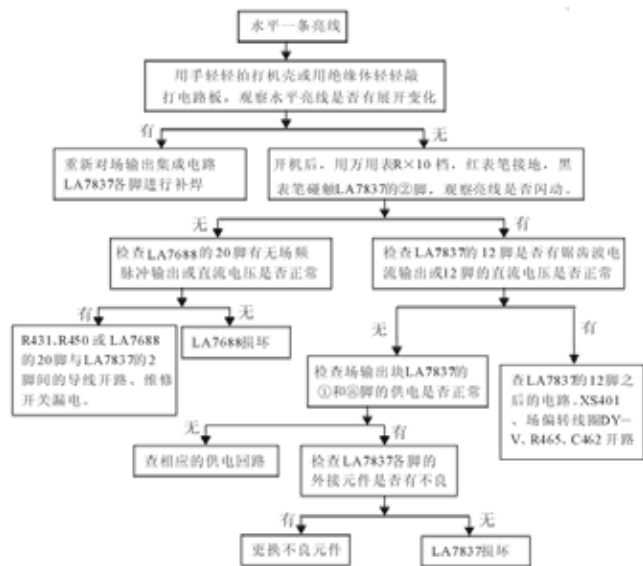 水平一条亮线
用手轻轻拍打机壳或用绝缘体轻轻敲
打电路板，观察水平亮线是否有展开变化
有
无
重新对场输出集成电路
LA7837各脚进行补焊
开机后，用万用表R×10档，红表笔接地，黑
表笔碰触LA7837的②脚，观察亮线是否闪动。
无
有
检查LA7688的20脚有无场频
脉冲输出或直流电压是否正常
检查LA7837的12脚是否有锯齿波电
流输出或12脚的直流电压是否正常
有
无
无
有
R431、R450或LA7688
的20脚与LA7837的2
脚间的导线开路、维修
开关漏电。
LA7688损坏
检查场输出块LA7837的
①和⑧脚的供电是否正常
查LA7837的12脚之
后的电路、XS401
、场偏转线圈DY-
V、R465、C462开路
无
有
查相应的供电回路
检查LA7837各脚的
外接元件是否有不良
有
无
更换不良元件
LA7837损坏